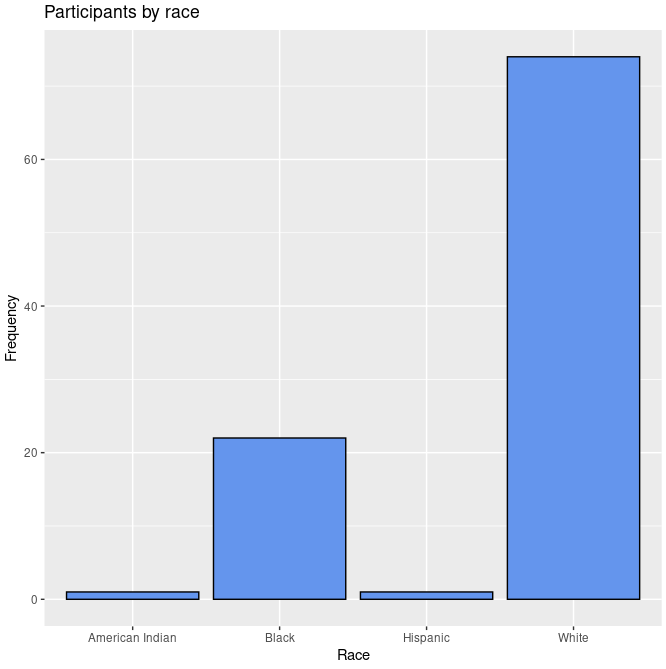 Participants by race
Frequency
60
40
20
0
American Indian Black Hispanic White
Race